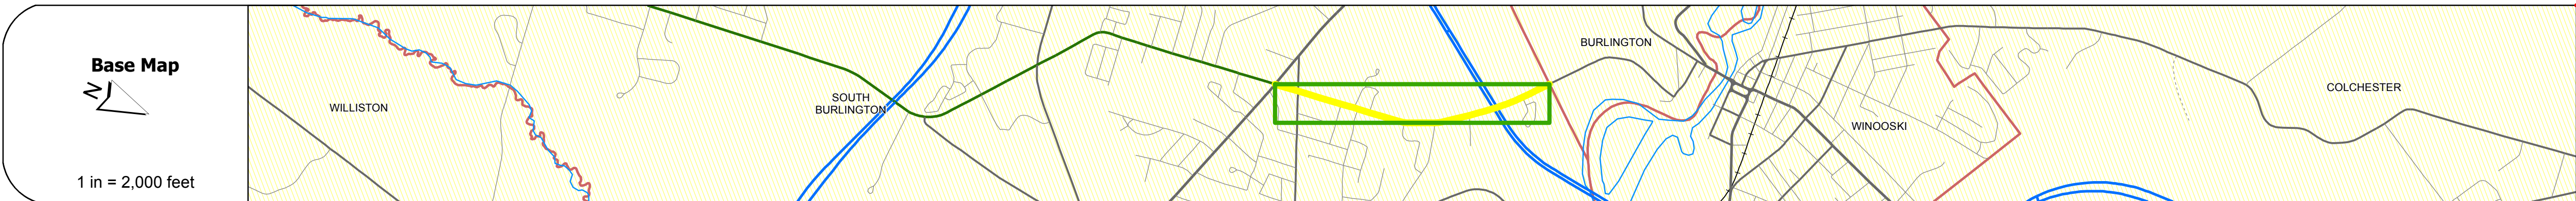 Base Map
N
1 in = 2,000 feet
WILLISTON
SOUTH
BURLINGTON
BURLINGTON
WINOOSKI
COLCHESTER